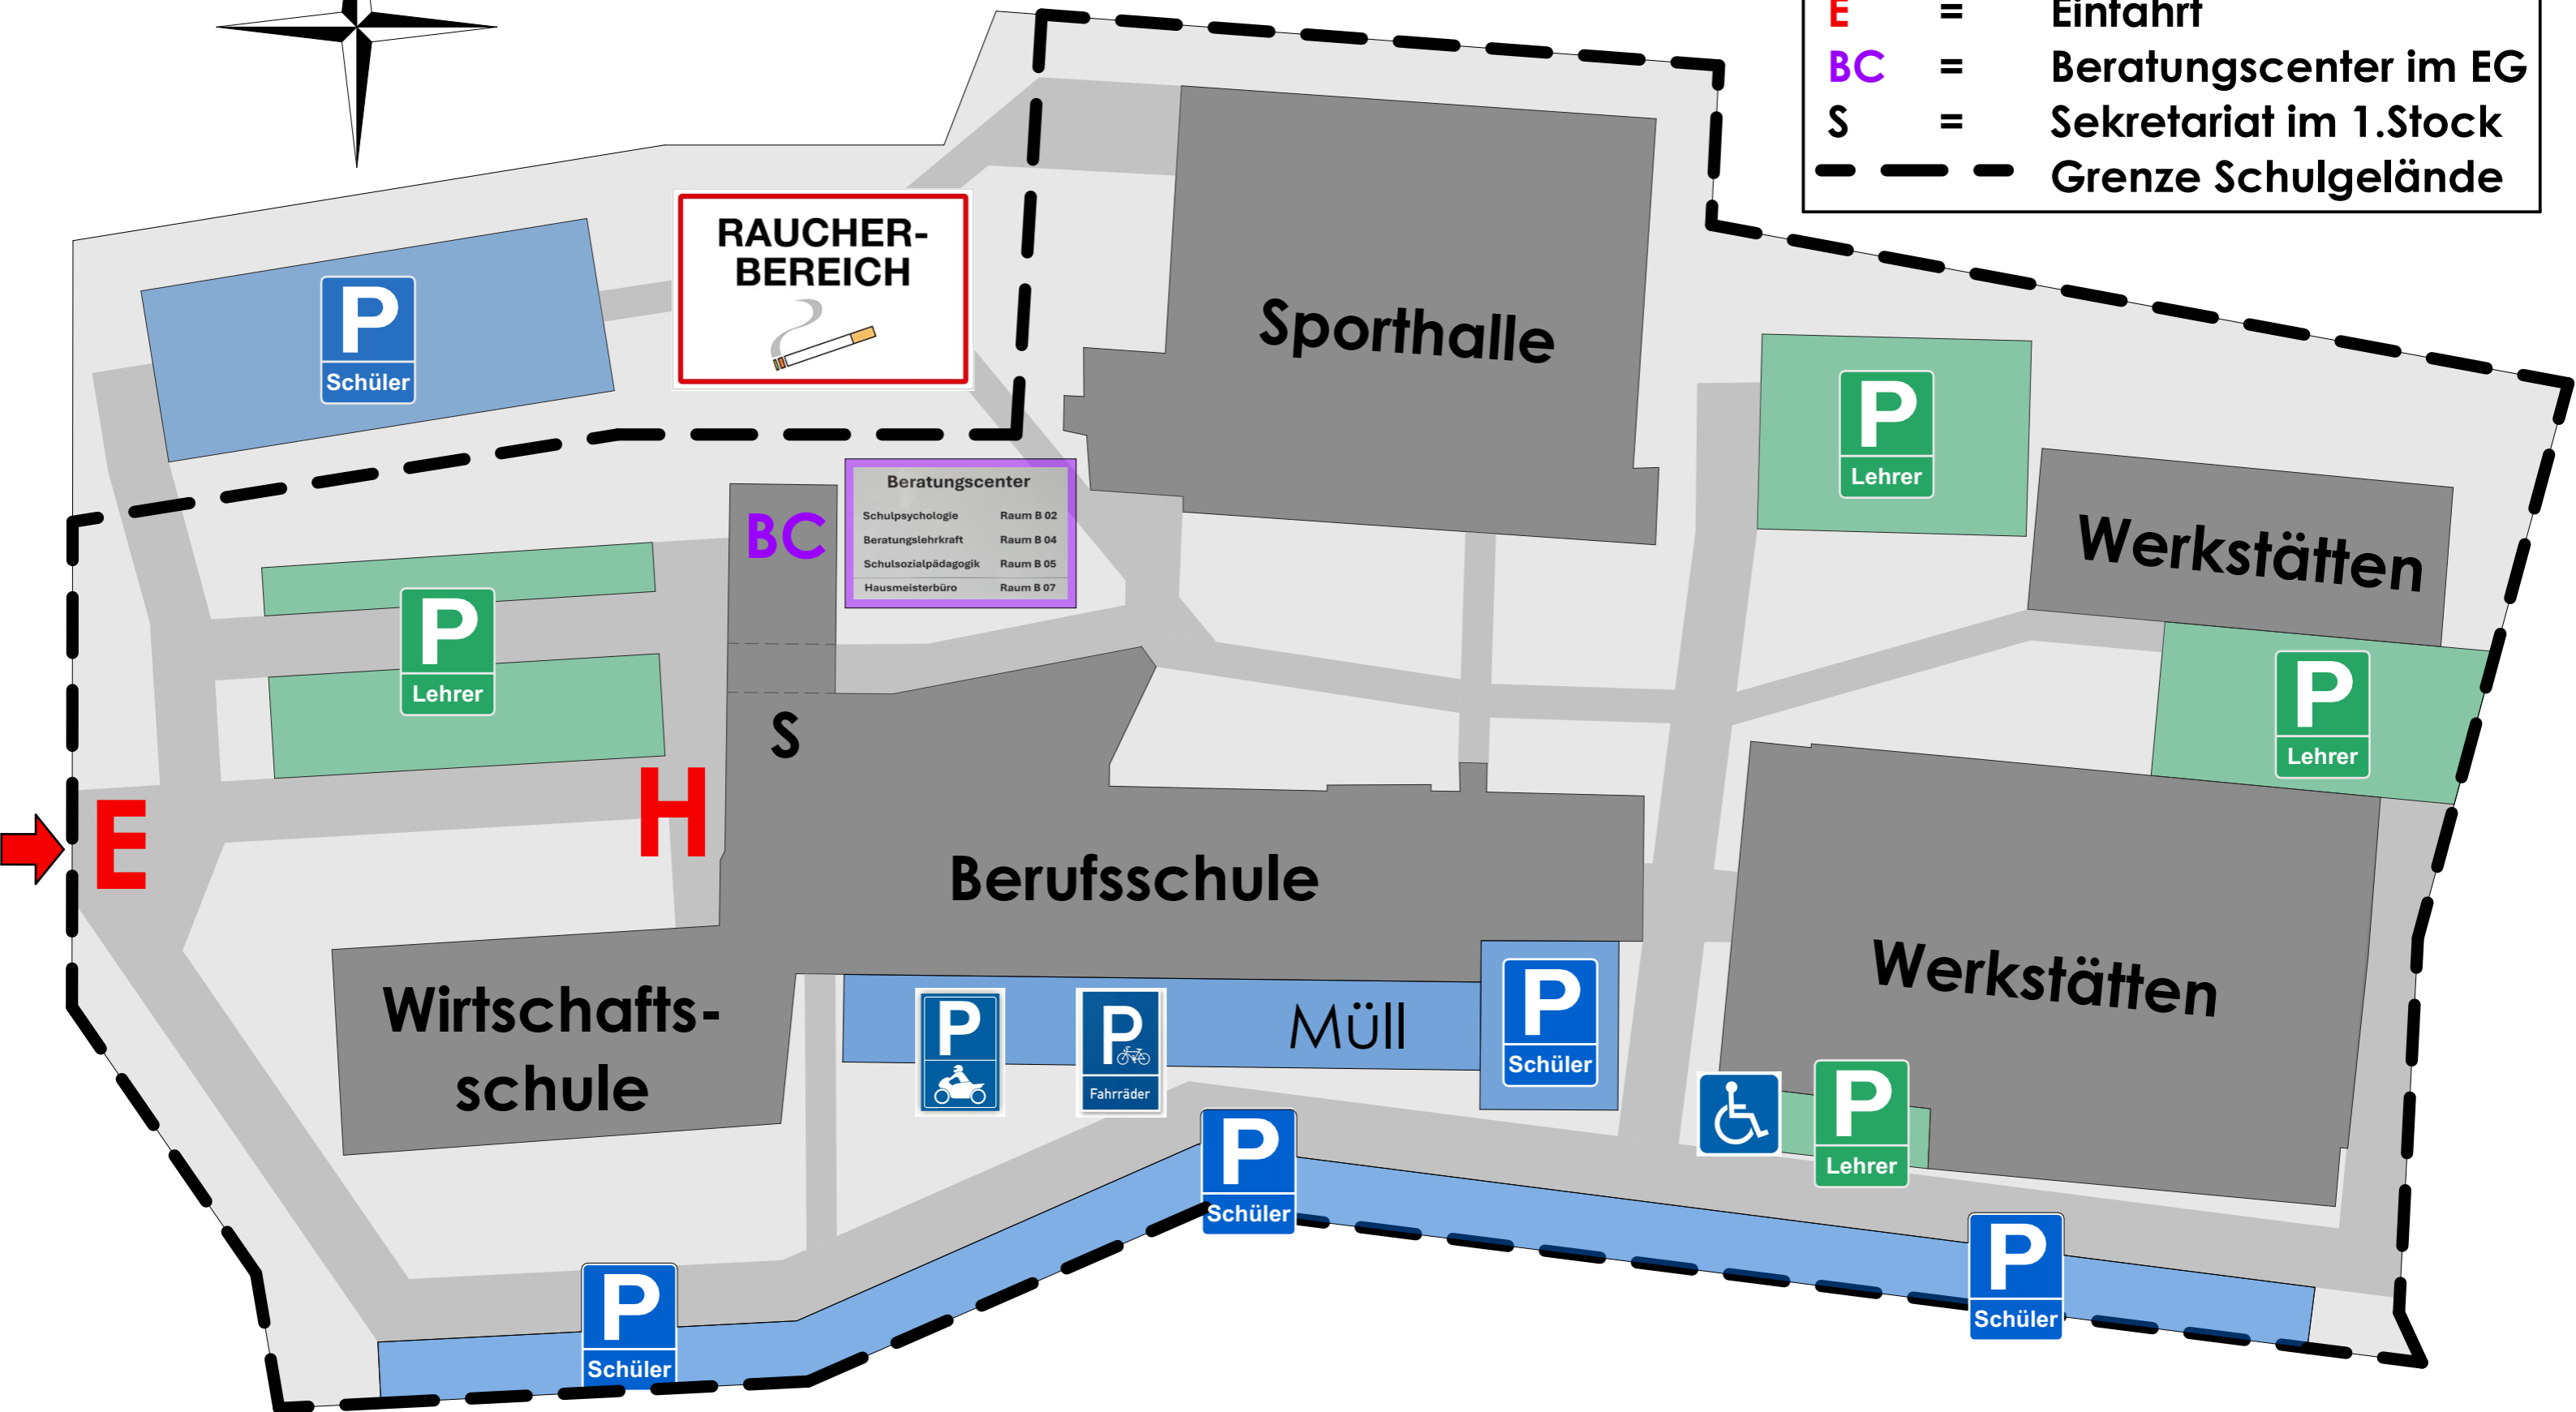 E = Einfahrt
BC = Beratungscenter im EG
S = Sekretariat im 1.Stock
Grenze Schulgelände
RAUCHER-
BEREICH
P
Schüler
Sporthalle
P
Lehrer
Werkstätten
BC
Beratungscenter
Schulpsychologie Raum B 02
Beratungslehrkraft Raum B 04
Schulsozialpädagogik Raum B 05
Hausmeisterbüro Raum B 07
P
Lehrer
P
Lehrer
S
H
E
Berufsschule
Werkstätten
Wirtschafts-
schule
P
P
Fahrräder
Müll
P
Schüler
P
Lehrer
P
Schüler
P
Schüler
P
Schüler